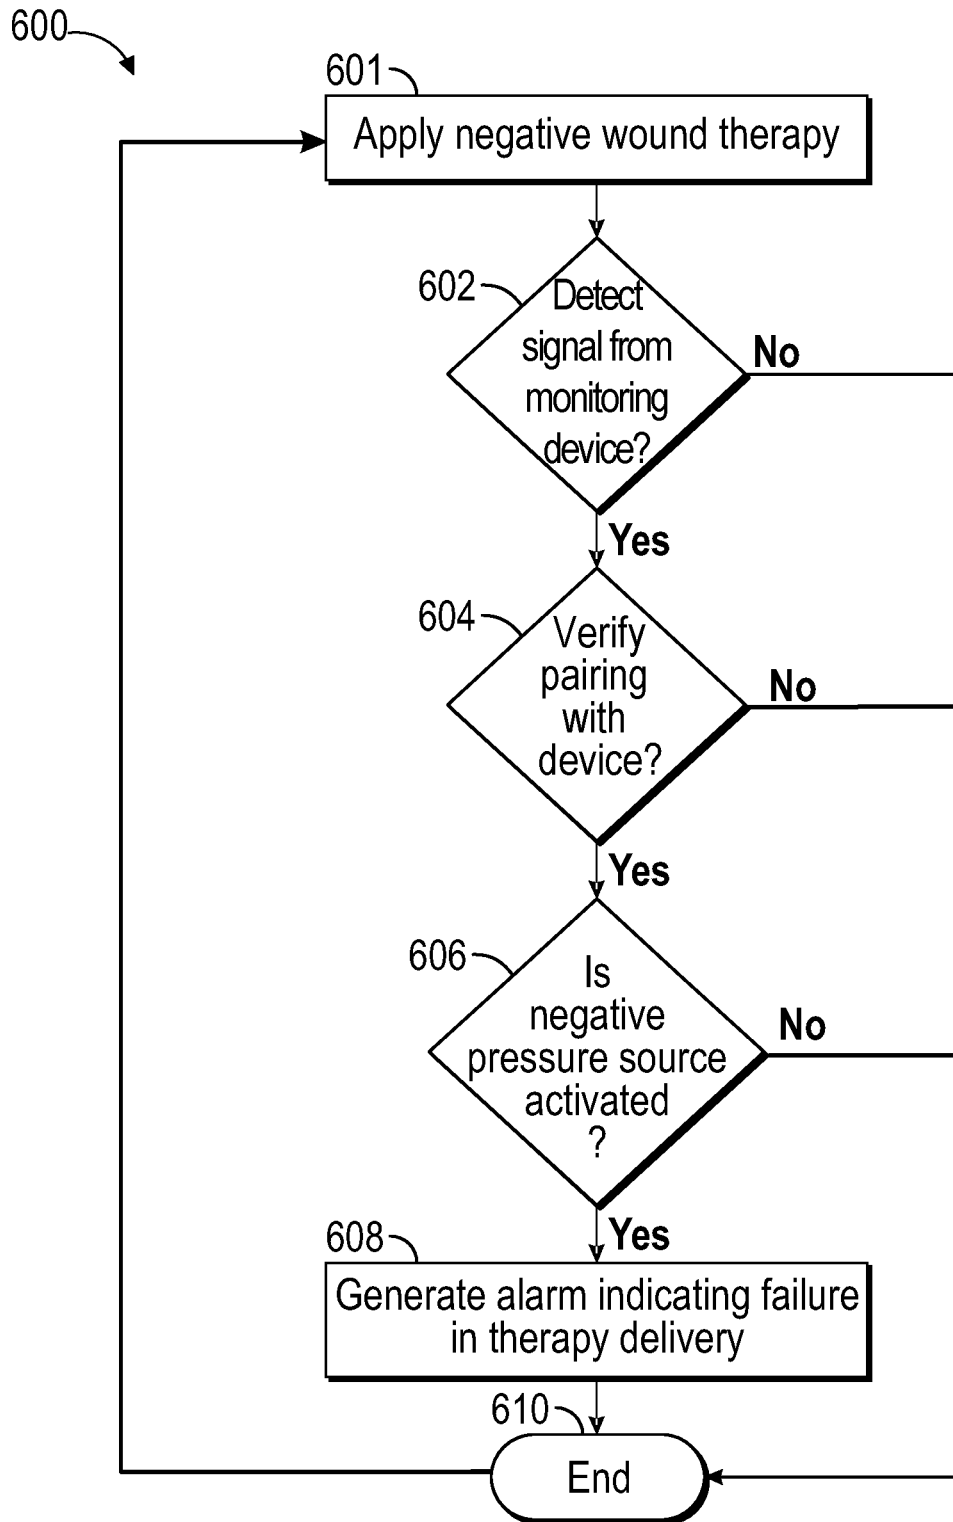 600
601
Apply negative wound therapy
602
Detect
signal from
monitoring
device?
No
Yes
604
Verify
pairing
with
device?
No
Yes
606
Is
negative
pressure source
activated
?
No
Yes
608
Generate alarm indicating failure
in therapy delivery
610
End